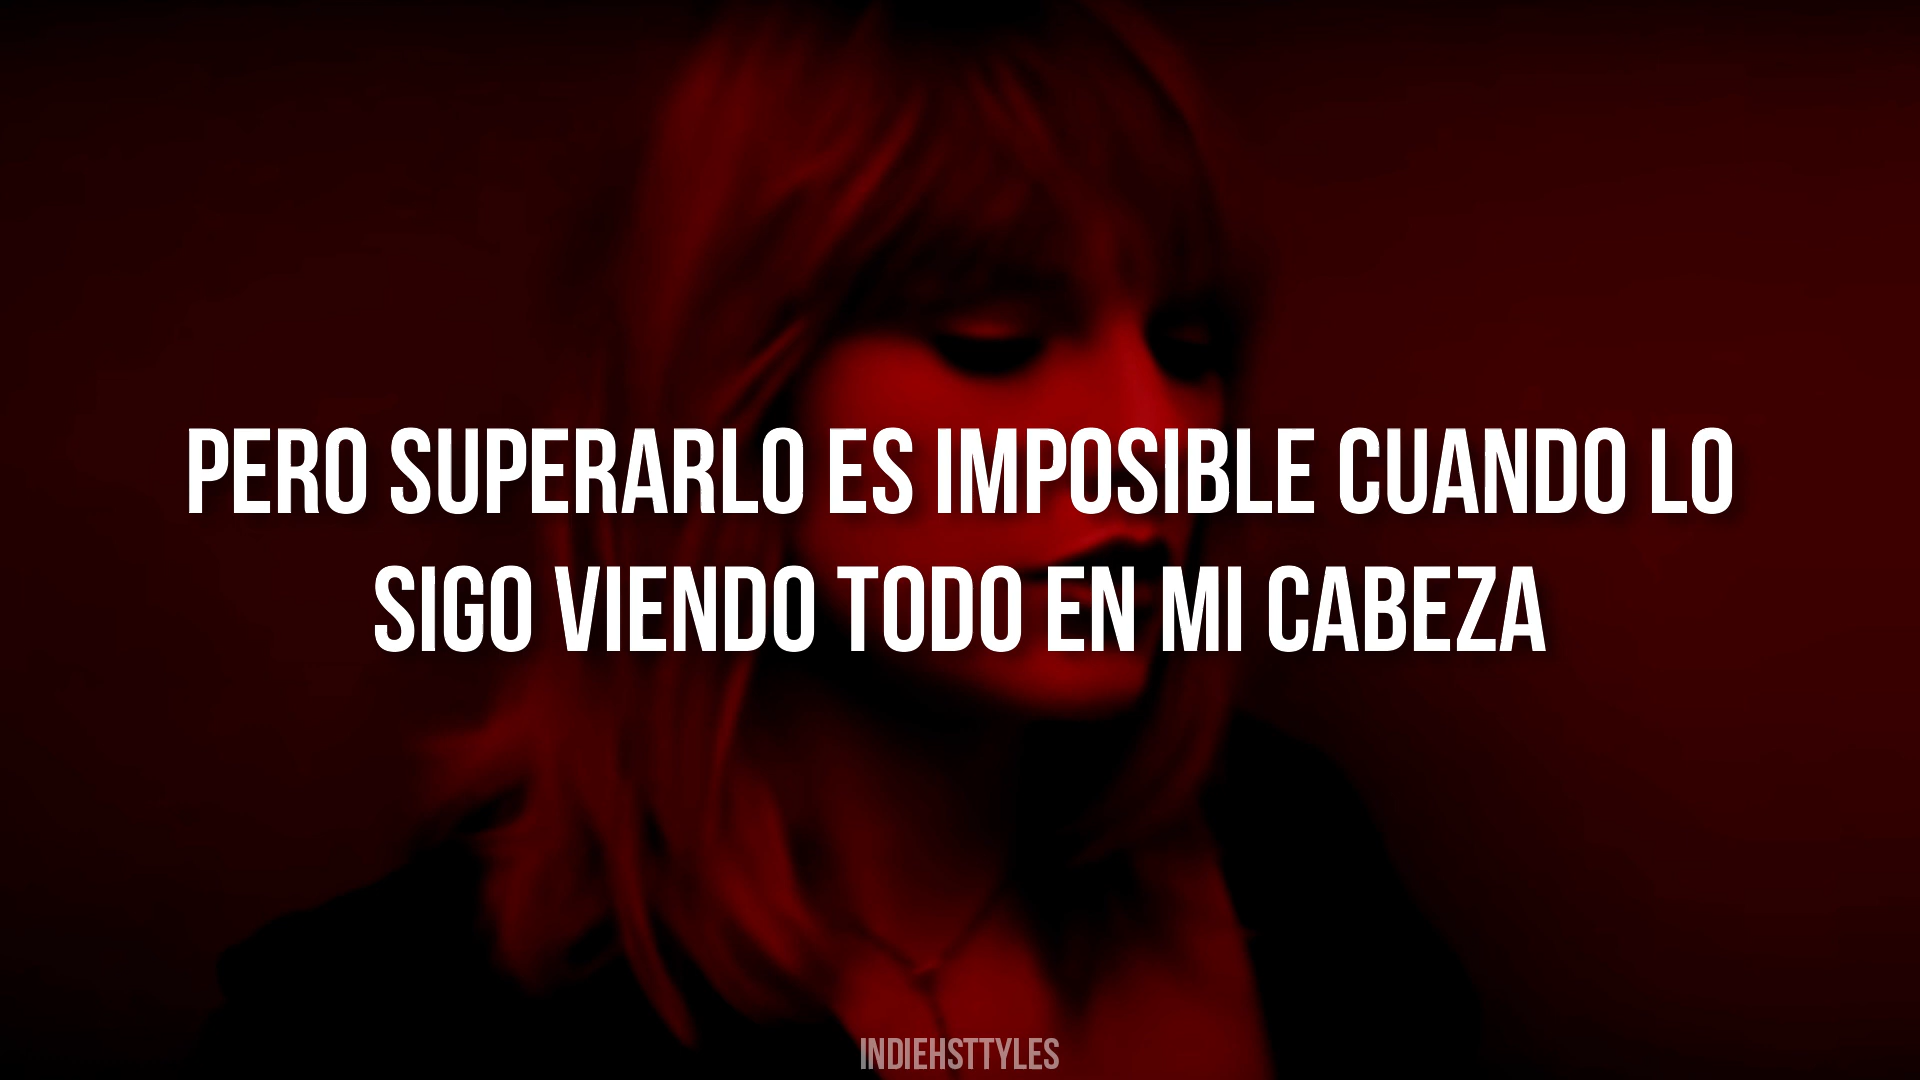 PERO SUPERARLO ES IMPOSIBLE CUANDO LO
SIGO VIENDO TODO EN MI CABEZA
INDIEHSTTYLES